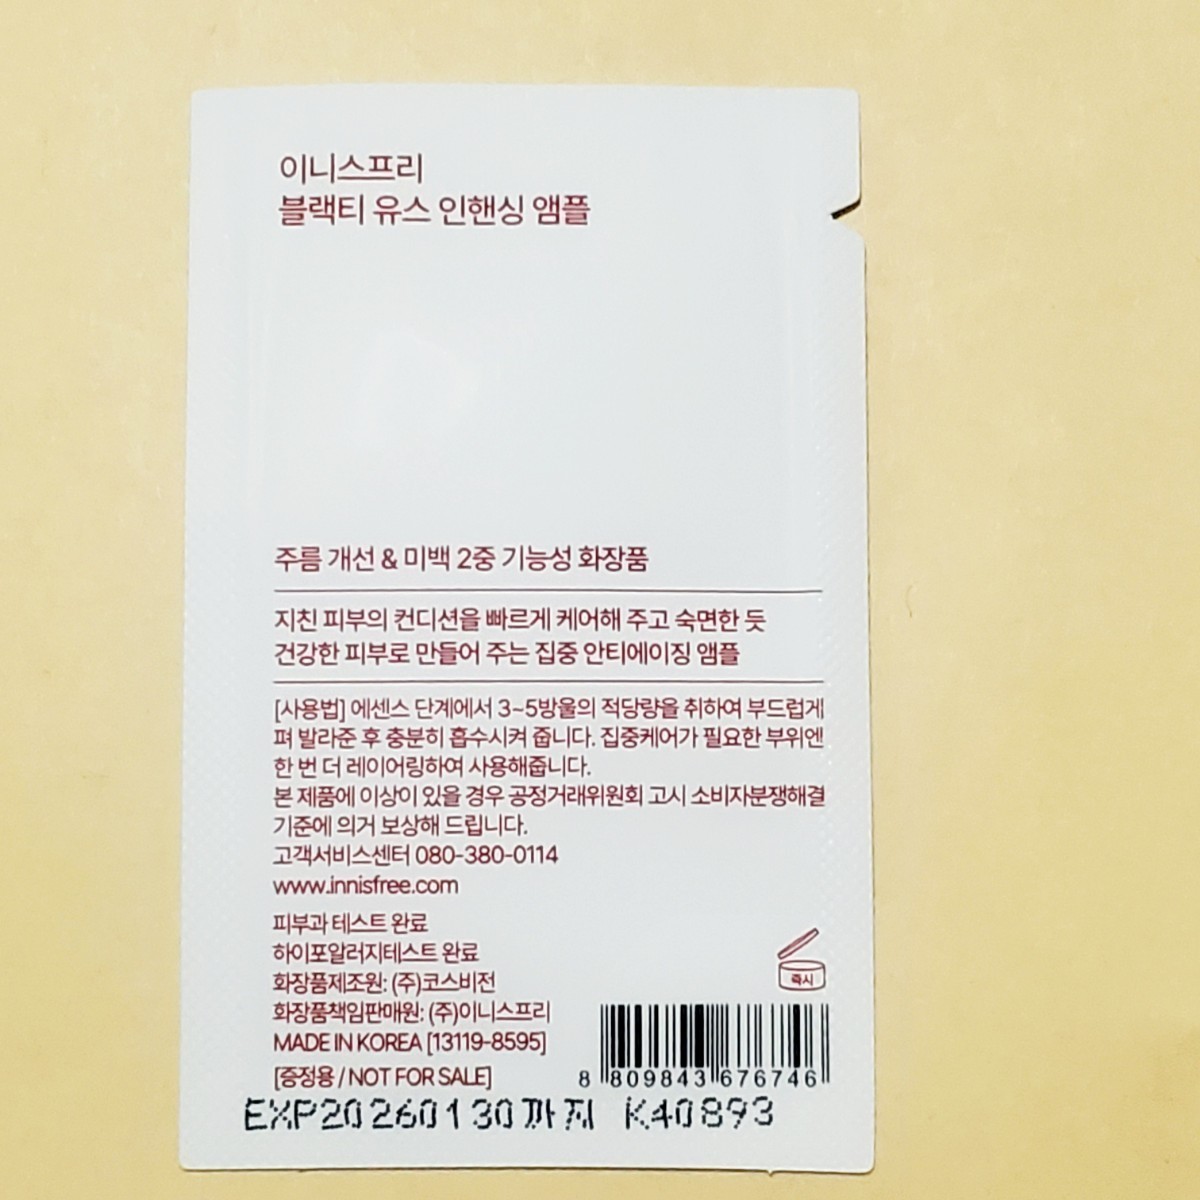 이니스프리
블랙티 유스 인핸싱 앰플
주름 개선 & 미백 2중 기능성 화장품
지친 피부의 컨디션을 빠르게 케어해 주고 숙면한 듯
건강한 피부로 만들어 주는 집중 안티에이징 앰플
[사용법] 에센스 단계에서 3~5방울의 적당량을 취하여 부드럽게
펴 발라준 후 충분히 흡수시켜 줍니다. 집중케어가 필요한 부위엔
한 번 더 레이어링하여 사용해줍니다.
본 제품에 이상이 있을 경우 공정거래위원회 고시 소비자분쟁해결
기준에 의거 보상해 드립니다.
고객서비스센터 080-380-0114
www.innisfree.com
피부과 테스트 완료
하이포알러지테스트 완료
화장품제조원: (주)코스비전
화장품책임판매원: (주)이니스프리
MADE IN KOREA [13119-8595]
[증정용 / NOT FOR SALE]
즉시
8 809843 676746
EXP20260130까지 K40893